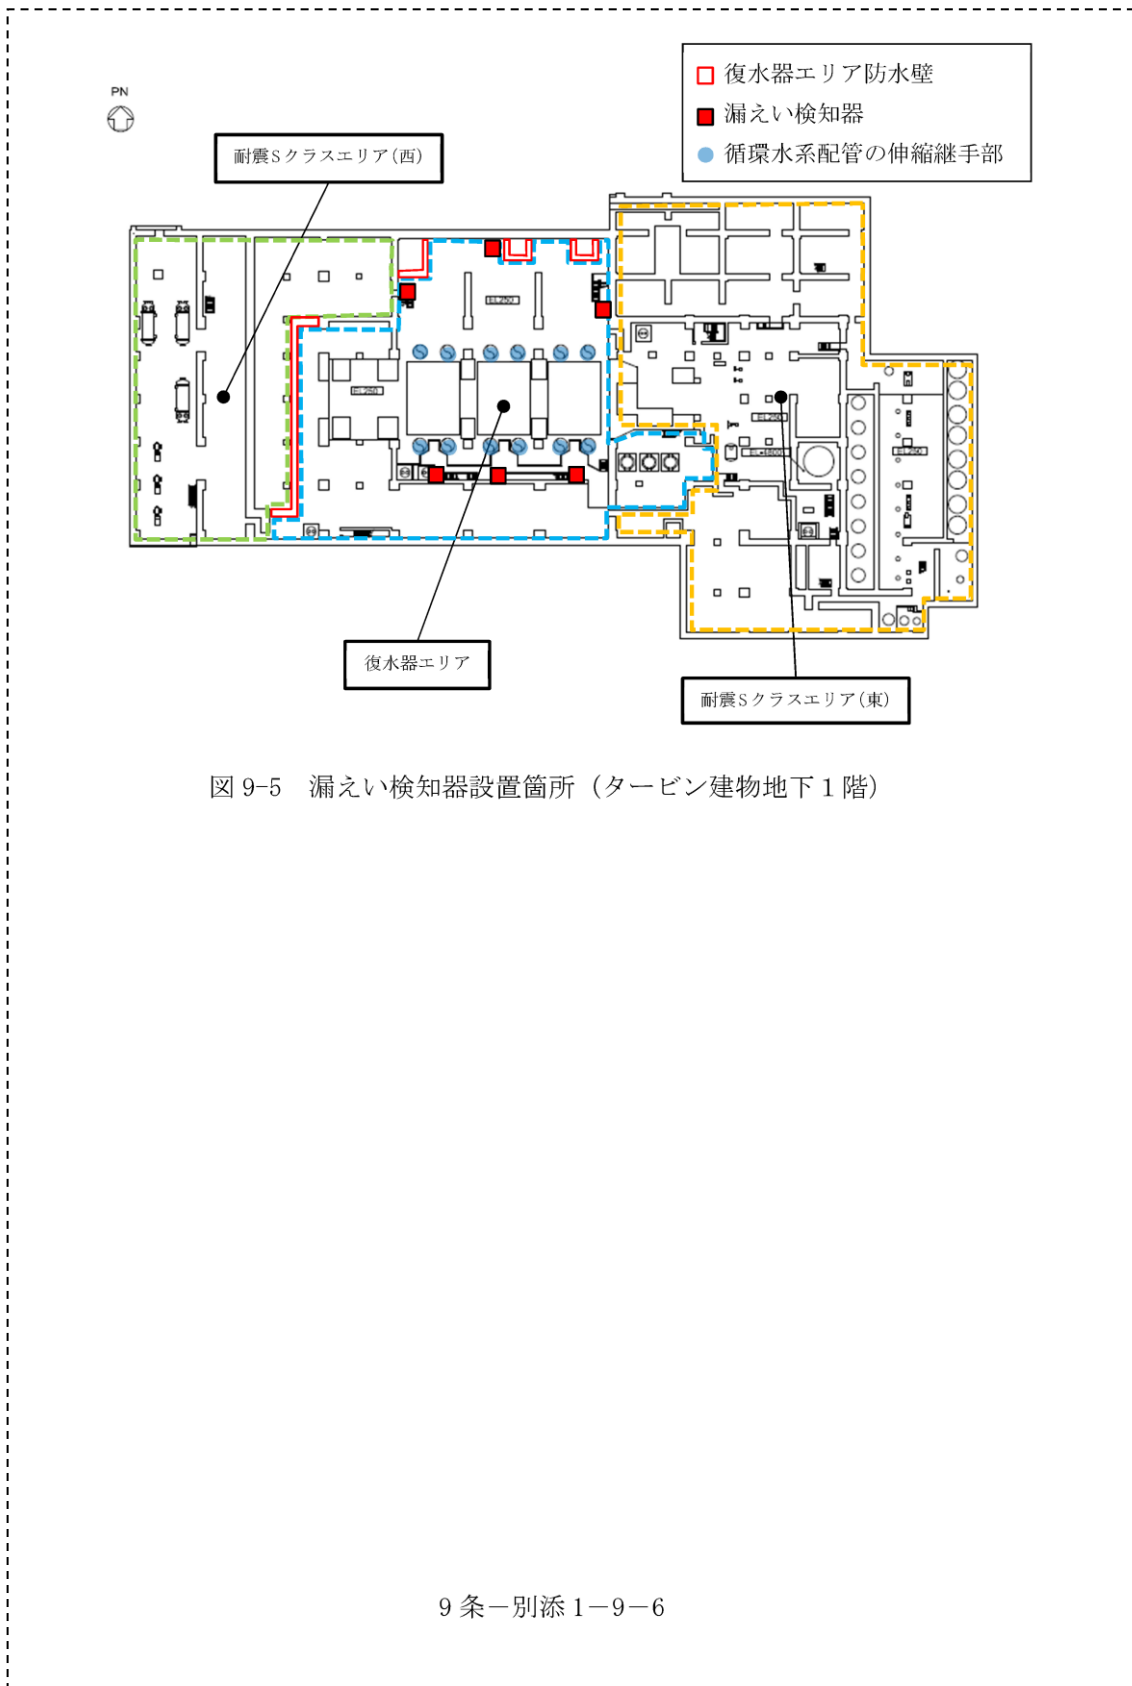 復水器エリア防水壁
漏えい検知器
循環水系配管の伸縮継手部
PN
耐震Sクラスエリア(西)
EL250
EL250
EL250
EL250
復水器エリア
耐震Sクラスエリア(東)
図 9-5　漏えい検知器設置箇所（タービン建物地下 1 階）
9 条－別添 1－9－6